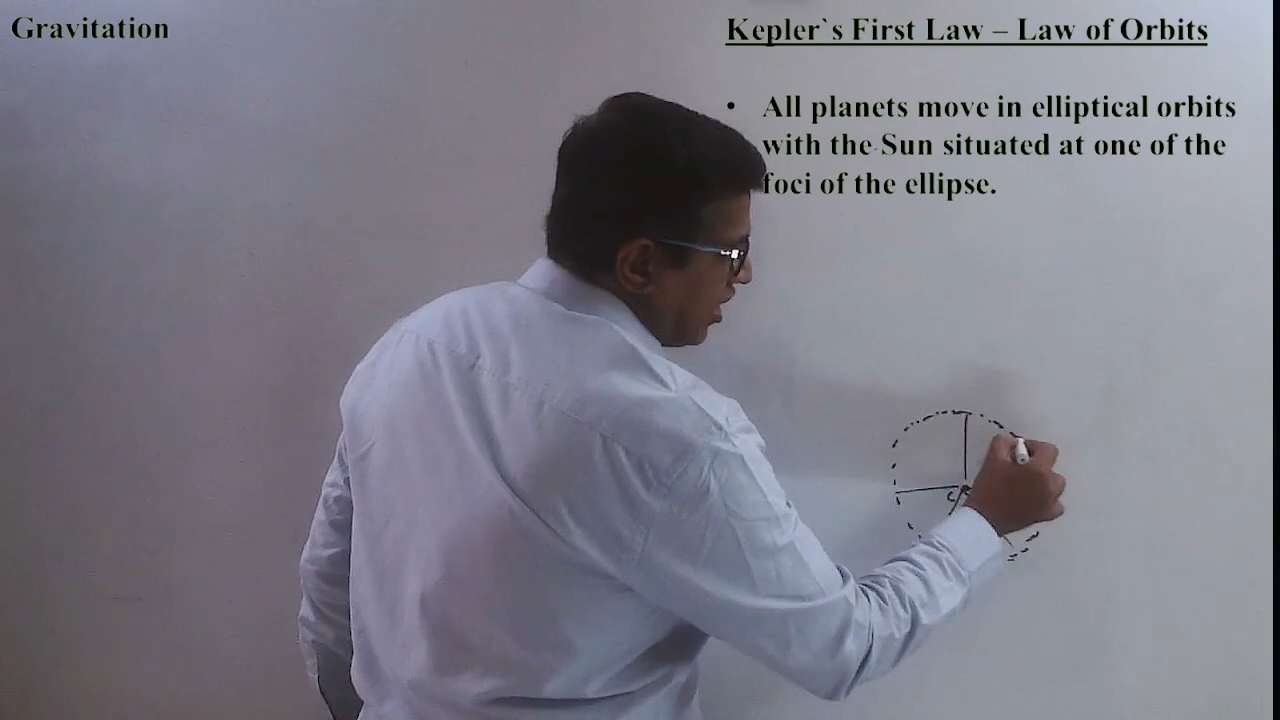 Gravitation
Kepler`s First Law – Law of Orbits
• All planets move in elliptical orbits
with the Sun situated at one of the
foci of the ellipse.
C